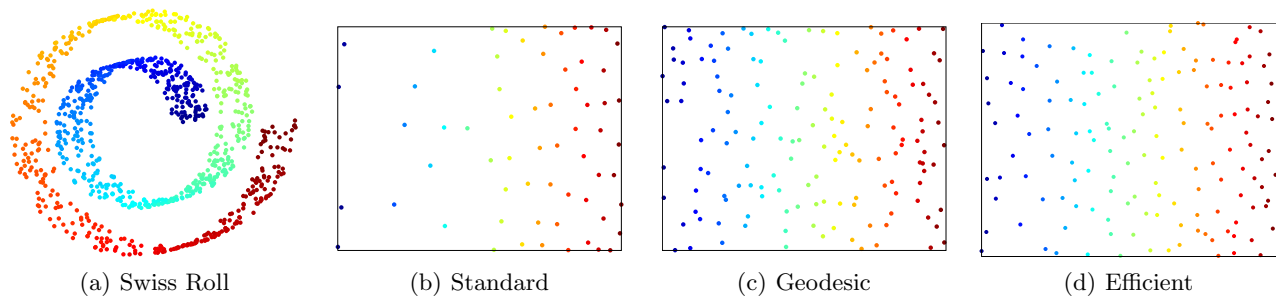 (a) Swiss Roll
(b) Standard
(c) Geodesic
(d) Efficient